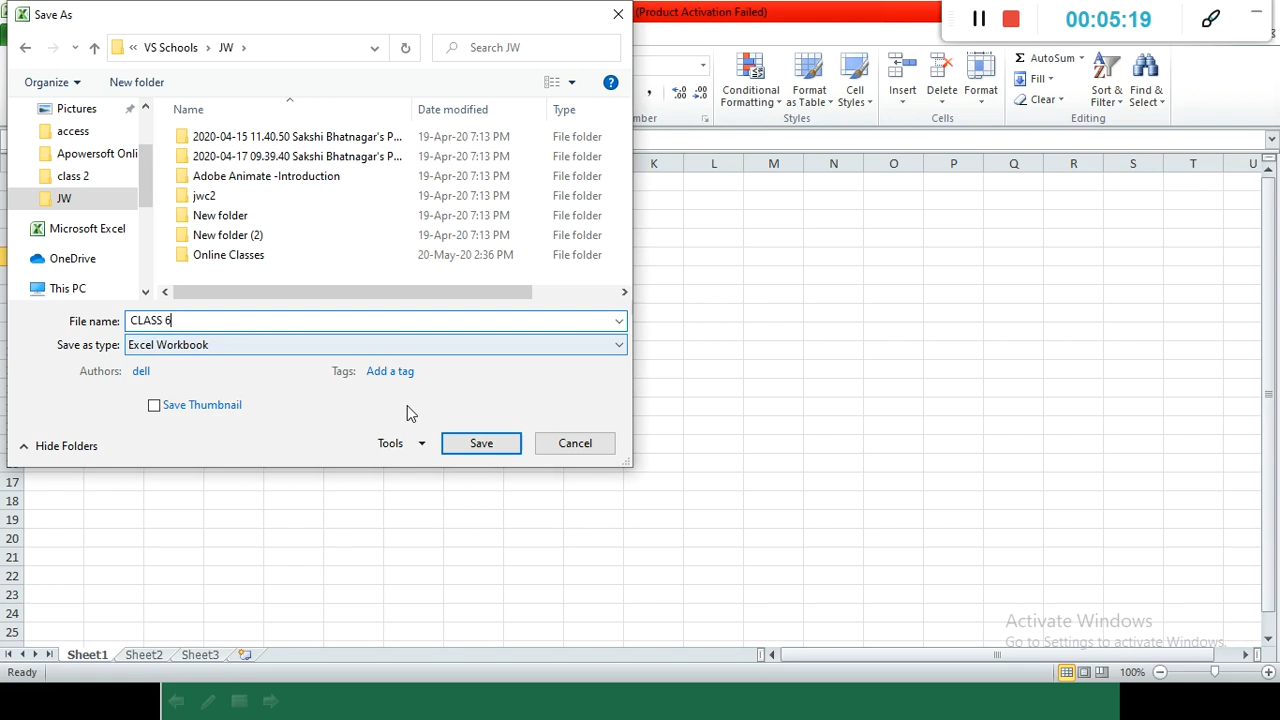 Save As
(Product Activation Failed)
00:05:19
« VS Schools › JW ›
Search JW
Organize
New folder
Pictures
access
Apowersoft Onli
class 2
JW
Microsoft Excel
OneDrive
This PC
Name
Date modified
Type
2020-04-15 11.40.50 Sakshi Bhatnagar's P... 19-Apr-20 7:13 PM File folder
2020-04-17 09.39.40 Sakshi Bhatnagar's P... 19-Apr-20 7:13 PM File folder
Adobe Animate -Introduction 19-Apr-20 7:13 PM File folder
jwc2 19-Apr-20 7:13 PM File folder
New folder 19-Apr-20 7:13 PM File folder
New folder (2) 19-Apr-20 7:13 PM File folder
Online Classes 20-May-20 2:36 PM File folder
File name: CLASS 6
Save as type: Excel Workbook
Authors: dell
Tags: Add a tag
Save Thumbnail
Hide Folders
Tools
Save
Cancel
Conditional Formatting
Format as Table
Cell Styles
Insert
Delete
Format
Σ AutoSum
Fill
Clear
Sort & Filter
Find & Select
mber
Styles
Cells
Editing
K L M N O P Q R S T U
17
18
19
20
21
22
23
24
25
Activate Windows
Go to Settings to activate Windows.
Sheet1 Sheet2 Sheet3
Ready
100%